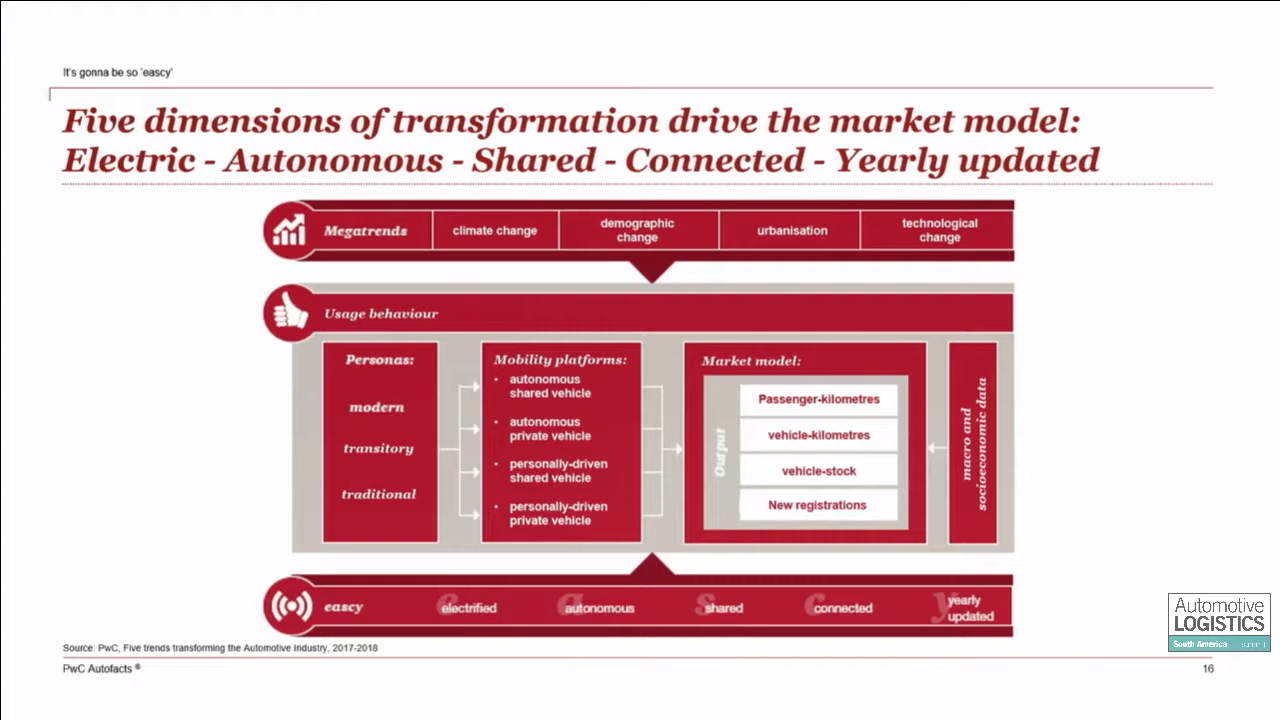 It's gonna be so 'eascy'
Five dimensions of transformation drive the market model:
Electric - Autonomous - Shared - Connected - Yearly updated
Megatrends
climate change
demographic
change
urbanisation
technological
change
Usage behaviour
Personas:
modern
transitory
traditional
Mobility platforms:
• autonomous
shared vehicle
• autonomous
private vehicle
• personally-driven
shared vehicle
• personally-driven
private vehicle
Market model:
Output
Passenger-kilometres
vehicle-kilometres
vehicle-stock
New registrations
macro and
socioeconomic data
eascy
e electrified
a autonomous
s shared
c connected
y yearly
updated
Source: PwC, Five trends transforming the Automotive Industry, 2017-2018
PwC Autofacts ®
16
Automotive
LOGISTICS
South America summit